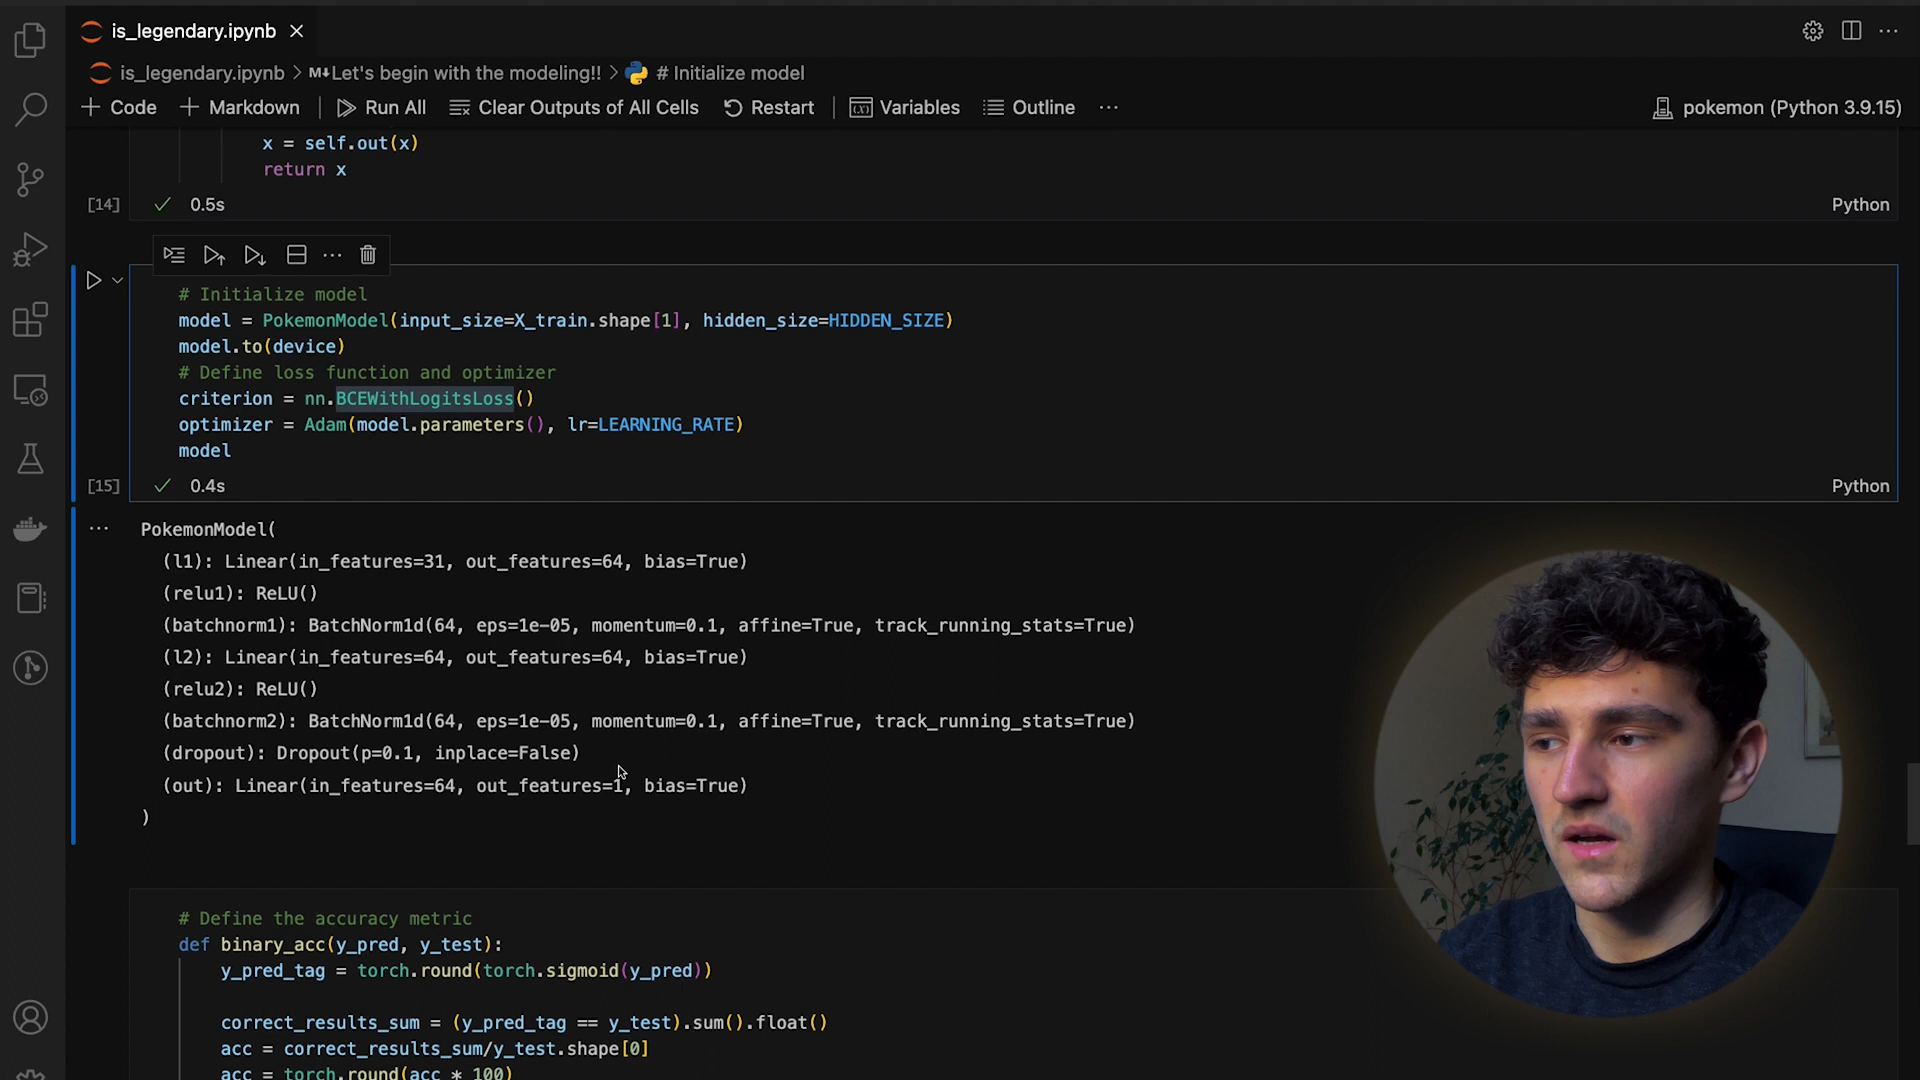 is_legendary.ipynb
is_legendary.ipynb > M↓Let's begin with the modeling!! > # Initialize model
+ Code + Markdown Run All Clear Outputs of All Cells Restart Variables Outline ··· pokemon (Python 3.9.15)
x = self.out(x)
return x
[14] 0.5s Python
# Initialize model
model = PokemonModel(input_size=X_train.shape[1], hidden_size=HIDDEN_SIZE)
model.to(device)
# Define loss function and optimizer
criterion = nn.BCEWithLogitsLoss()
optimizer = Adam(model.parameters(), lr=LEARNING_RATE)
model
[15] 0.4s Python
PokemonModel(
(l1): Linear(in_features=31, out_features=64, bias=True)
(relu1): ReLU()
(batchnorm1): BatchNorm1d(64, eps=1e-05, momentum=0.1, affine=True, track_running_stats=True)
(l2): Linear(in_features=64, out_features=64, bias=True)
(relu2): ReLU()
(batchnorm2): BatchNorm1d(64, eps=1e-05, momentum=0.1, affine=True, track_running_stats=True)
(dropout): Dropout(p=0.1, inplace=False)
(out): Linear(in_features=64, out_features=1, bias=True)
)
# Define the accuracy metric
def binary_acc(y_pred, y_test):
y_pred_tag = torch.round(torch.sigmoid(y_pred))
correct_results_sum = (y_pred_tag == y_test).sum().float()
acc = correct_results_sum/y_test.shape[0]
acc = torch.round(acc * 100)